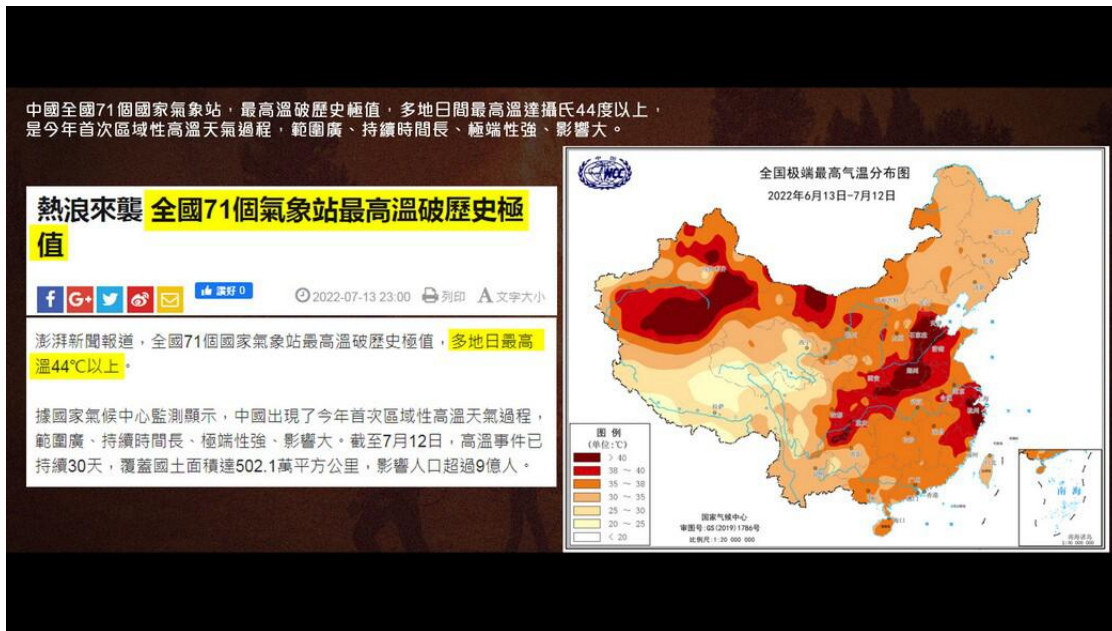 中國全國71個國家氣象站，最高溫破歷史極值，多地日間最高溫達攝氏44度以上，
是今年首次區域性高溫天氣過程，範圍廣、持續時間長、極端性強、影響大。
熱浪來襲 全國71個氣象站最高溫破歷史極
值
讚好 0
2022-07-13 23:00 列印 A 文字大小
澎湃新聞報道，全國71個國家氣象站最高溫破歷史極值，多地日最高
溫44℃以上。
據國家氣候中心監測顯示，中國出現了今年首次區域性高溫天氣過程，
範圍廣、持續時間長、極端性強、影響大。截至7月12日，高溫事件已
持續30天，覆蓋國土面積達502.1萬平方公里，影響人口超過9億人。
NCC
全国极端最高气温分布图
2022年6月13日-7月12日
图 例
(单位:℃)
> 40
38 ～ 40
35 ～ 38
30 ～ 35
25 ～ 30
20 ～ 25
< 20
国家气候中心
审图号:GS(2019)1786号
比例尺:1:20 000 000
南 海
南海诸岛
1:40 000 000